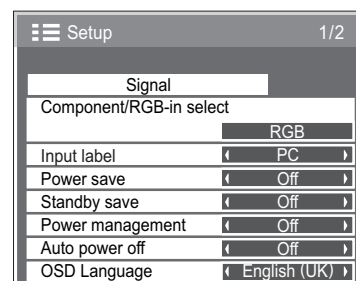 Setup 1/2
Signal
Component/RGB-in select
RGB
Input label PC
Power save Off
Standby save Off
Power management Off
Auto power off Off
OSD Language English (UK)